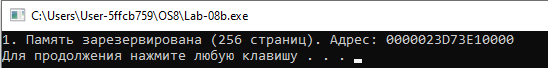 C:\Users\User-5ffcb759\OS8\Lab-08b.exe
1. Память зарезервирована (256 страниц). Адрес: 0000023D73E10000
Для продолжения нажмите любую клавишу . . .